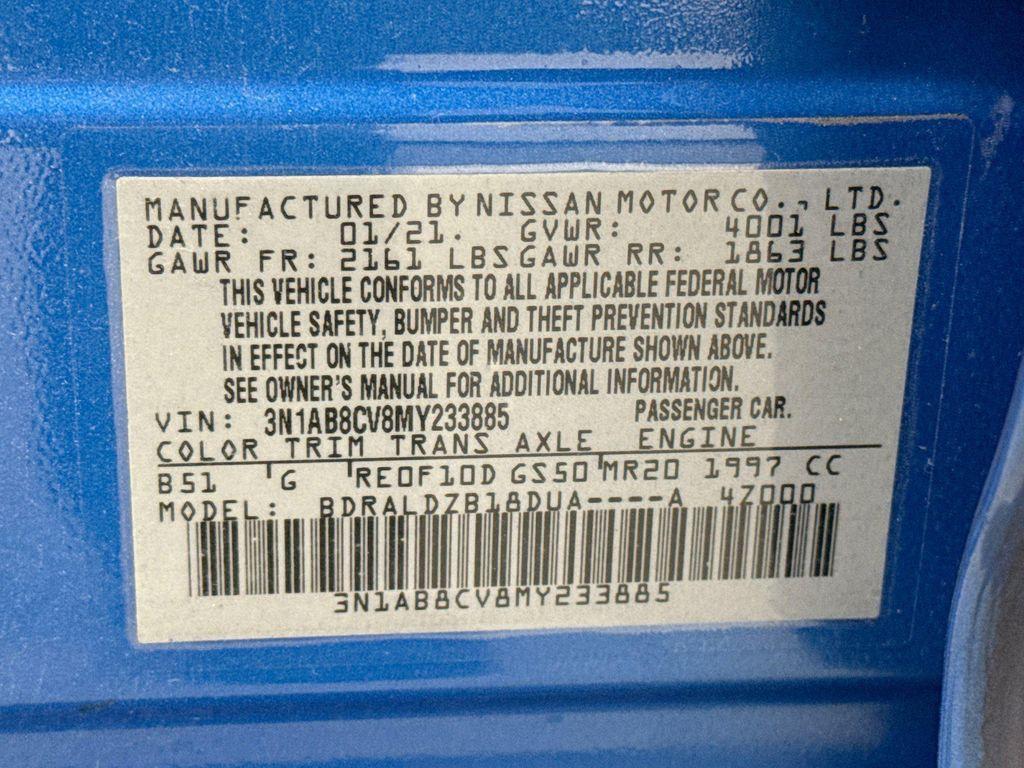 MANUFACTURED BY NISSAN MOTOR CO., LTD.
DATE: 01/21. GVWR: 4001 LBS
GAWR FR: 2161 LBS GAWR RR: 1863 LBS
THIS VEHICLE CONFORMS TO ALL APPLICABLE FEDERAL MOTOR
VEHICLE SAFETY, BUMPER AND THEFT PREVENTION STANDARDS
IN EFFECT ON THE DATE OF MANUFACTURE SHOWN ABOVE.
SEE OWNER'S MANUAL FOR ADDITIONAL INFORMATION.
VIN: 3N1AB8CV8MY233885 PASSENGER CAR.
COLOR TRIM TRANS AXLE ENGINE
B51 'G 'RE0F10D GS50'MR20 1997 CC
MODEL: BDRALDZB18DUA----A 4Z000
3N1AB8CV8MY233885